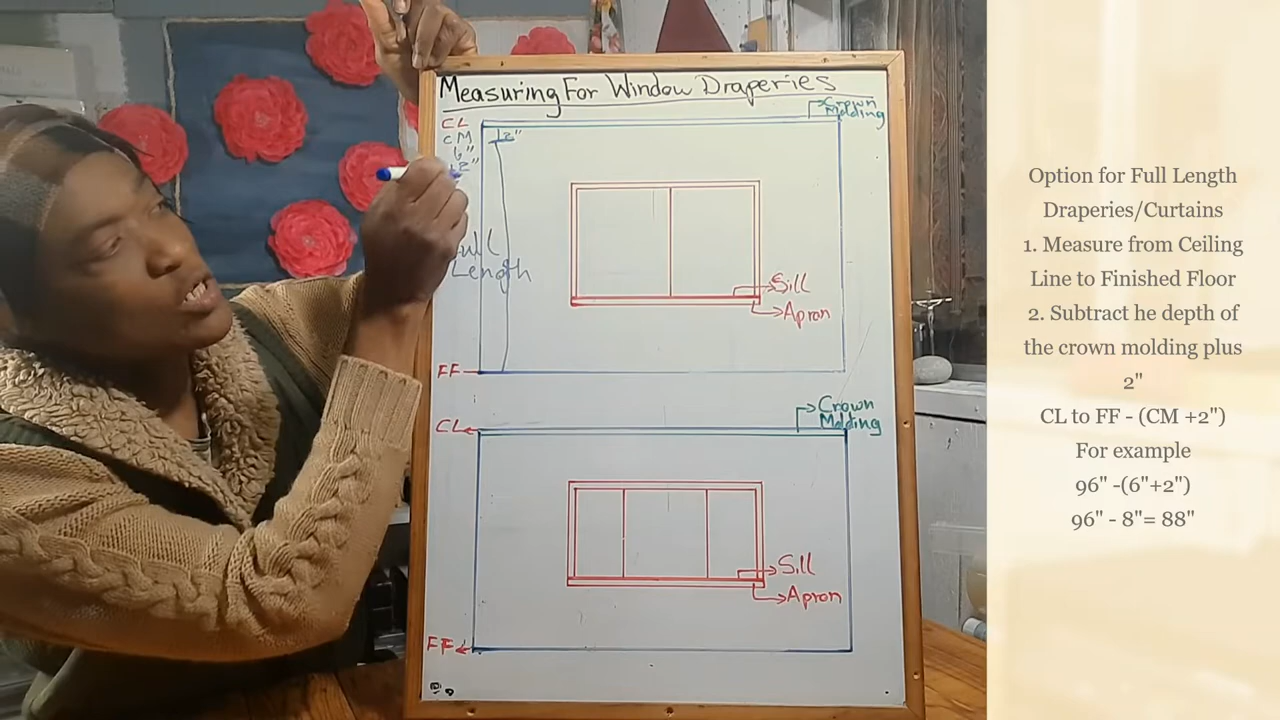 Measuring For Window Draperies
Crown
Molding
CL
CM
6"
2"
12"
Length
Sill
Apron
FF
CL
Crown
Molding
Sill
Apron
FF
Option for Full Length
Draperies/Curtains
1. Measure from Ceiling
Line to Finished Floor
2. Subtract he depth of
the crown molding plus
2"
CL to FF - (CM +2")
For example
96" -(6"+2")
96" - 8"= 88"